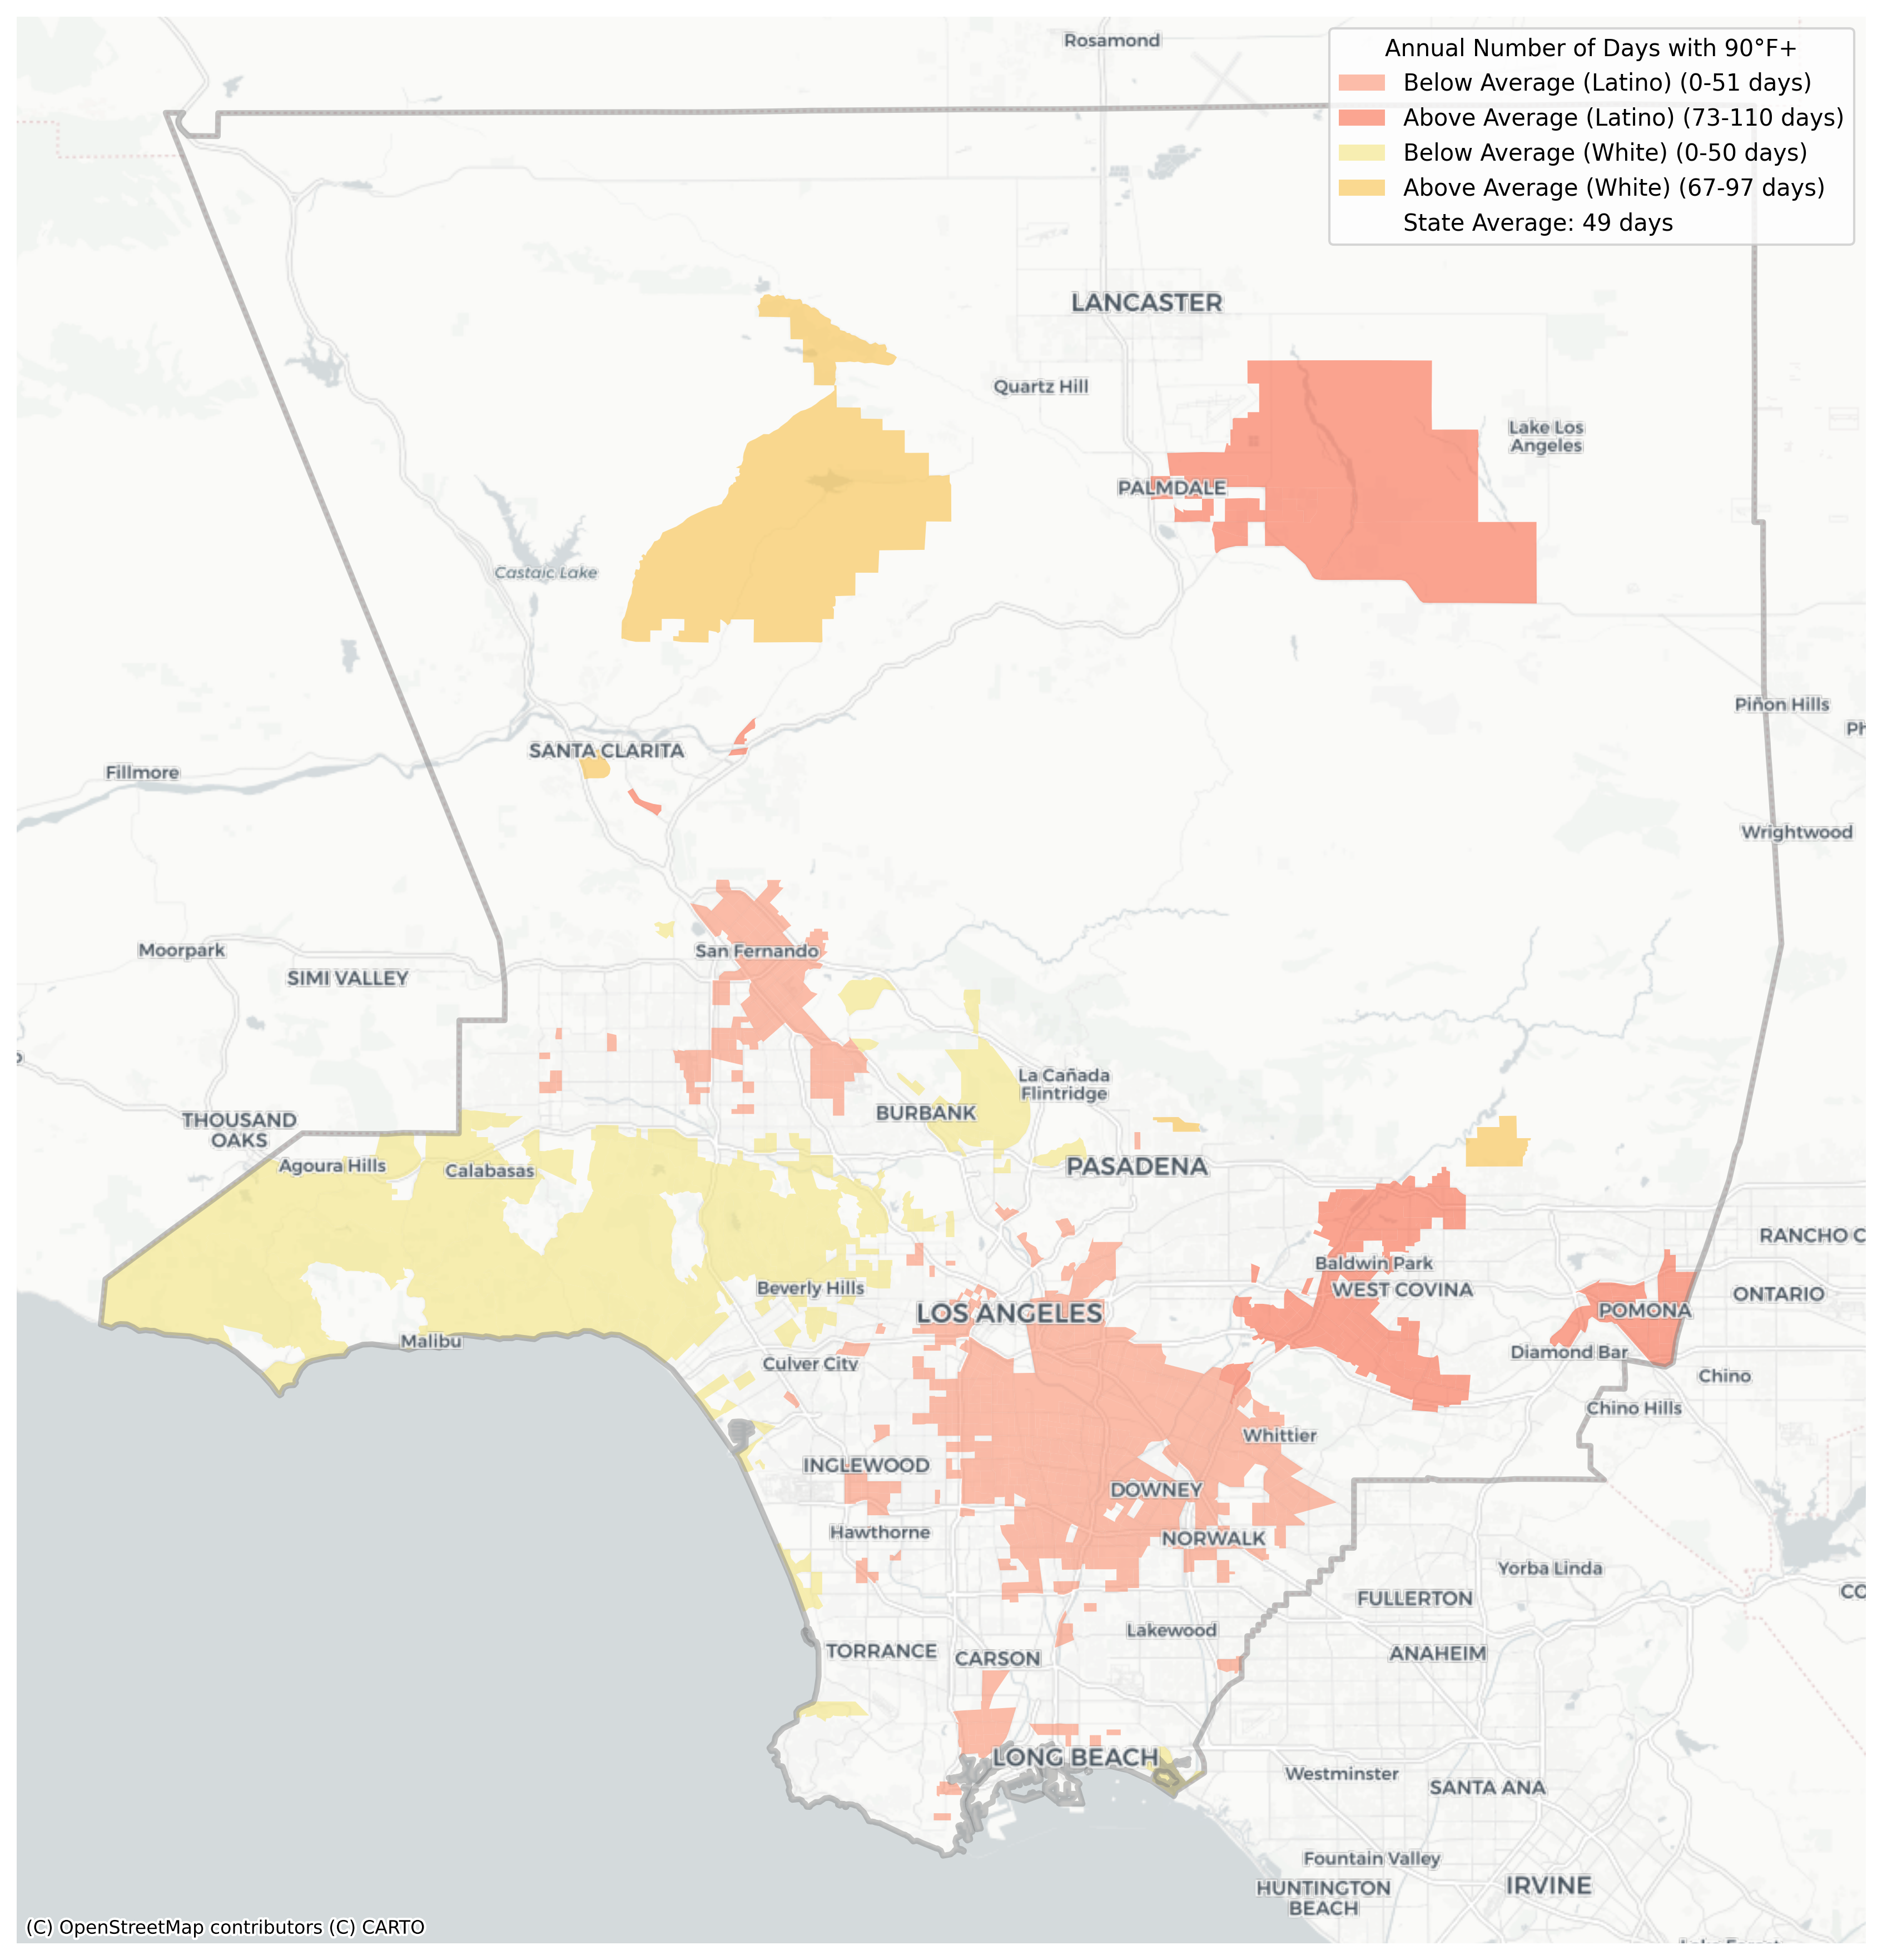 Rosamond
Annual Number of Days with 90°F+
Below Average (Latino) (0-51 days)
Above Average (Latino) (73-110 days)
Below Average (White) (0-50 days)
Above Average (White) (67-97 days)
State Average: 49 days
LANCASTER
Quartz Hill
Lake Los
Angeles
PALMDALE
Castaic Lake
Piñon Hills
Ph
SANTA CLARITA
Fillmore
Wrightwood
Moorpark
San Fernando
SIMI VALLEY
La Cañada
Flintridge
BURBANK
THOUSAND
OAKS
Agoura Hills
Calabasas
PASADENA
RANCHO C
Baldwin Park
Beverly Hills
WEST COVINA
ONTARIO
LOS ANGELES
POMONA
Malibu
Culver City
Diamond Bar
Chino
Chino Hills
Whittier
INGLEWOOD
DOWNEY
Hawthorne
NORWALK
Yorba Linda
CO
FULLERTON
Lakewood
TORRANCE
CARSON
ANAHEIM
LONG BEACH
Westminster
SANTA ANA
Fountain Valley
HUNTINGTON
BEACH
IRVINE
(C) OpenStreetMap contributors (C) CARTO